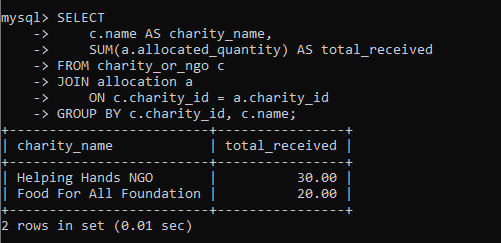 mysql> SELECT
    ->     c.name AS charity_name,
    ->     SUM(a.allocated_quantity) AS total_received
    -> FROM charity_or_ngo c
    -> JOIN allocation a
    ->     ON c.charity_id = a.charity_id
    -> GROUP BY c.charity_id, c.name;
+-------------------------+----------------+
| charity_name            | total_received |
+-------------------------+----------------+
| Helping Hands NGO       |          30.00 |
| Food For All Foundation |          20.00 |
+-------------------------+----------------+
2 rows in set (0.01 sec)